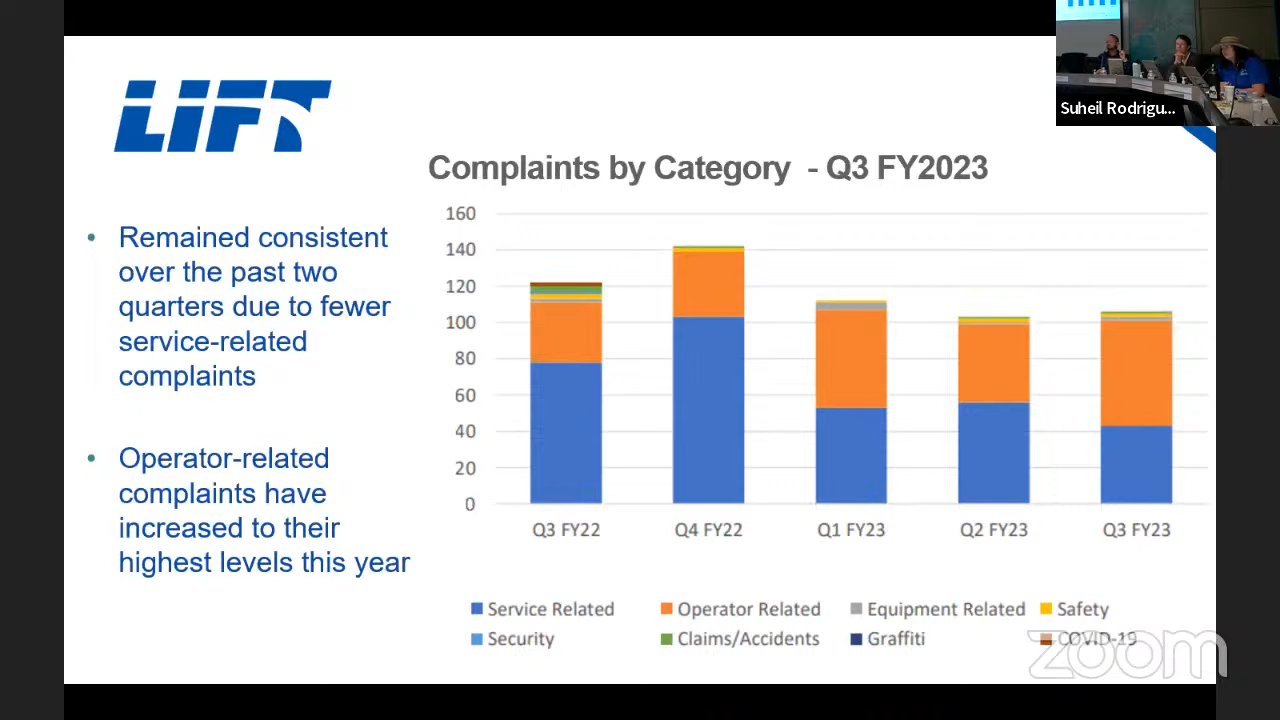 LIFT
Suheil Rodrigu...
Complaints by Category - Q3 FY2023
• Remained consistent
over the past two
quarters due to fewer
service-related
complaints
• Operator-related
complaints have
increased to their
highest levels this year
160
140
120
100
80
60
40
20
0
Q3 FY22 Q4 FY22 Q1 FY23 Q2 FY23 Q3 FY23
Service Related Operator Related Equipment Related Safety
Security Claims/Accidents Graffiti COVID-19
zoom